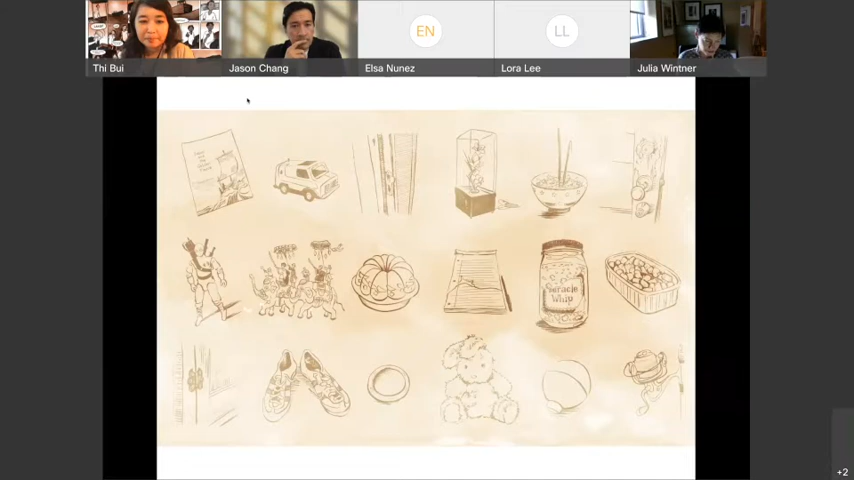 Thi Bui
Jason Chang
EN
Elsa Nunez
LL
Lora Lee
Julia Wintner
Miracle
Whip
+2